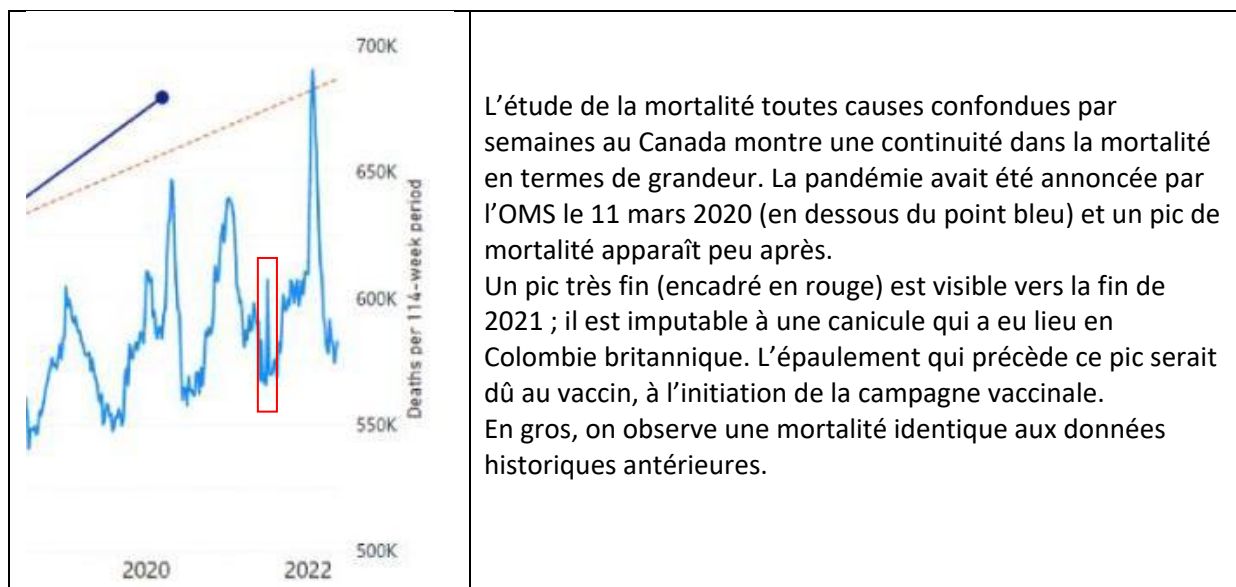 700K
650K
600K
550K
500K
Deaths per 114-week period
2020
2022
L’étude de la mortalité toutes causes confondues par
semaines au Canada montre une continuité dans la mortalité
en termes de grandeur. La pandémie avait été annoncée par
l’OMS le 11 mars 2020 (en dessous du point bleu) et un pic de
mortalité apparaît peu après.
Un pic très fin (encadré en rouge) est visible vers la fin de
2021 ; il est imputable à une canicule qui a eu lieu en
Colombie britannique. L’épaulement qui précède ce pic serait
dû au vaccin, à l’initiation de la campagne vaccinale.
En gros, on observe une mortalité identique aux données
historiques antérieures.